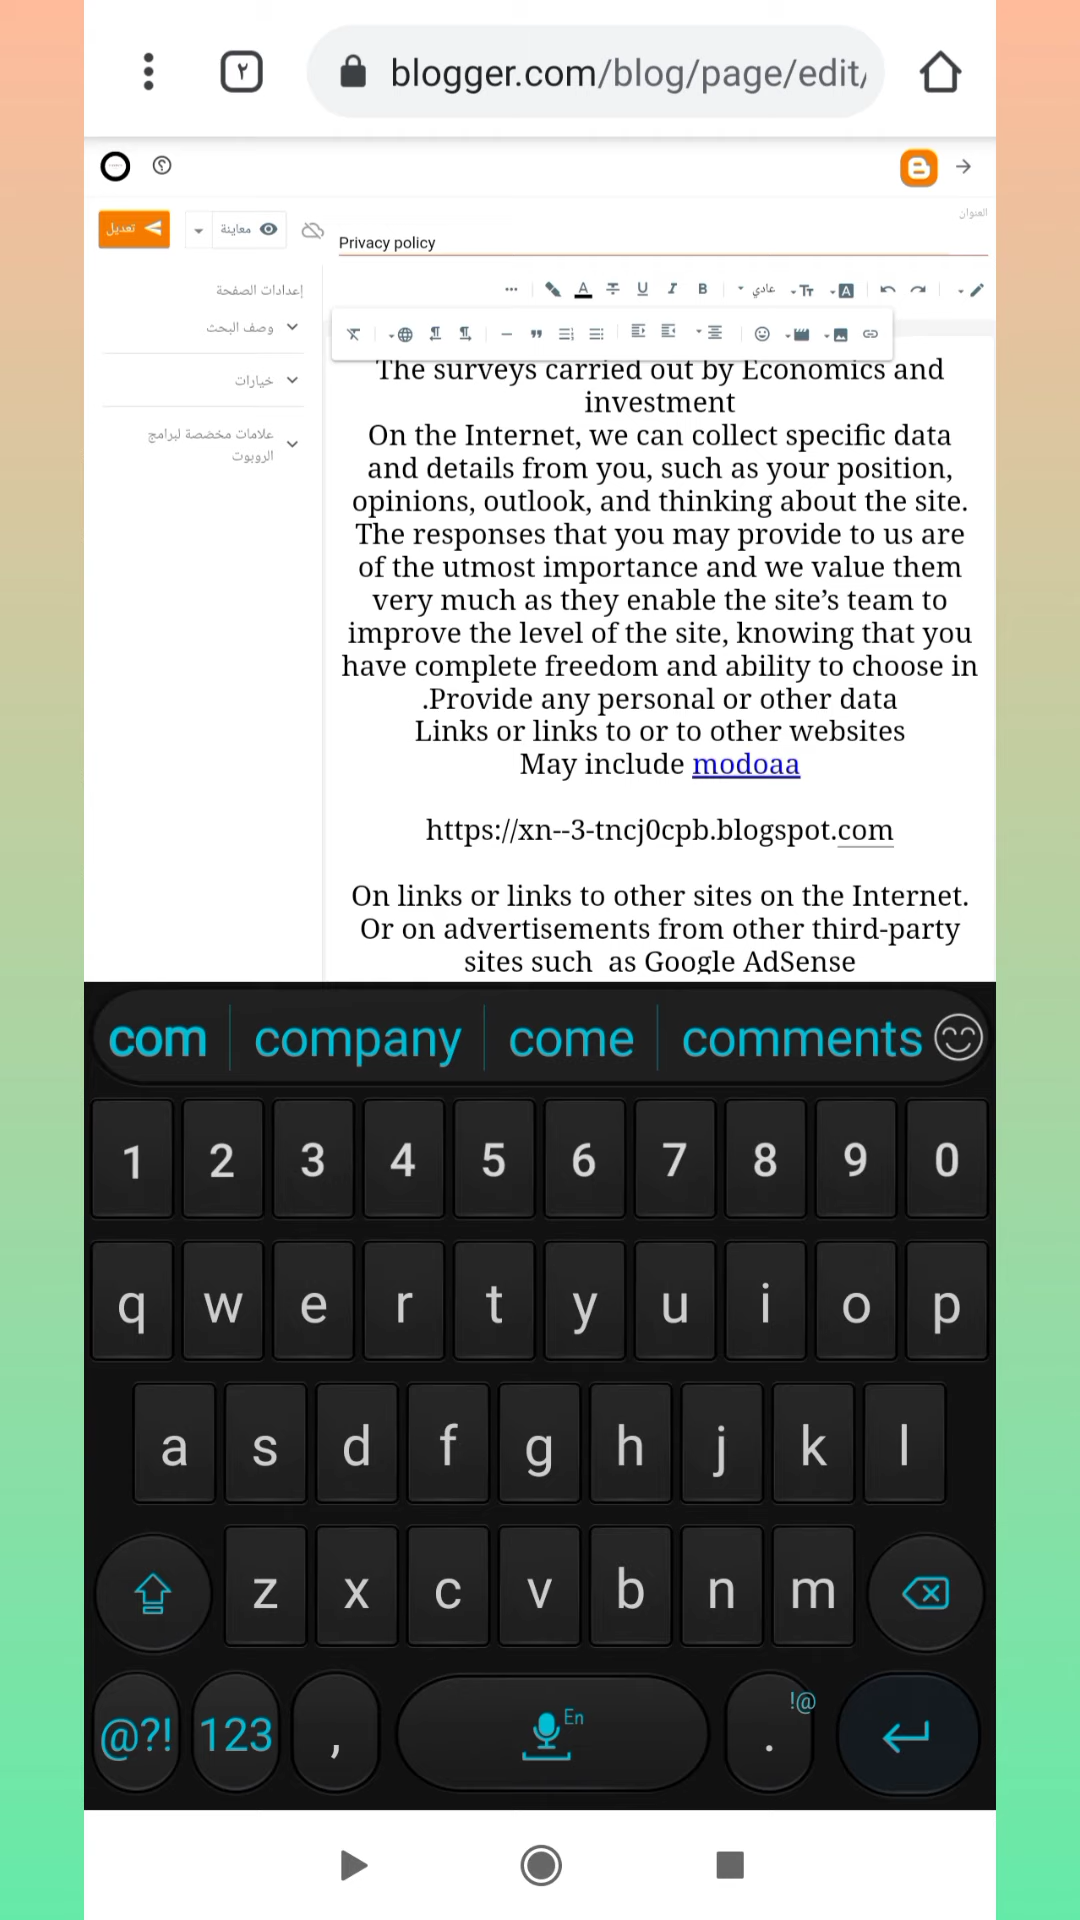 ٢
blogger.com/blog/page/edit/
تعديل
معاينة
العنوان
Privacy policy
إعدادات الصفحة
وصف البحث
خيارات
علامات مخصصة لبرامج
الروبوت
عادي
The surveys carried out by Economics and
investment
On the Internet, we can collect specific data
and details from you, such as your position,
opinions, outlook, and thinking about the site.
The responses that you may provide to us are
of the utmost importance and we value them
very much as they enable the site’s team to
improve the level of the site, knowing that you
have complete freedom and ability to choose in
.Provide any personal or other data
Links or links to or to other websites
May include modoaa
https://xn--3-tncj0cpb.blogspot.com
On links or links to other sites on the Internet.
Or on advertisements from other third-party
sites such  as Google AdSense
com company come comments
1 2 3 4 5 6 7 8 9 0
q w e r t y u i o p
a s d f g h j k l
z x c v b n m
@?! 123 , En . !@